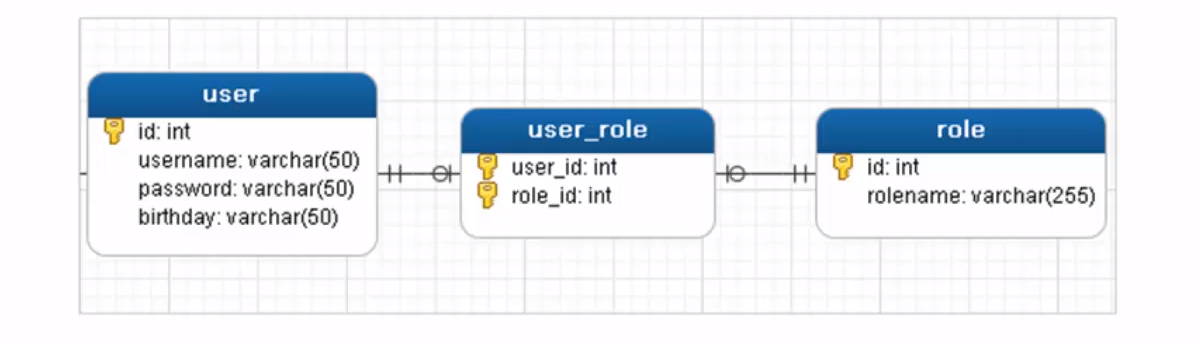 user
id: int
username: varchar(50)
password: varchar(50)
birthday: varchar(50)
user_role
user_id: int
role_id: int
role
id: int
rolename: varchar(255)